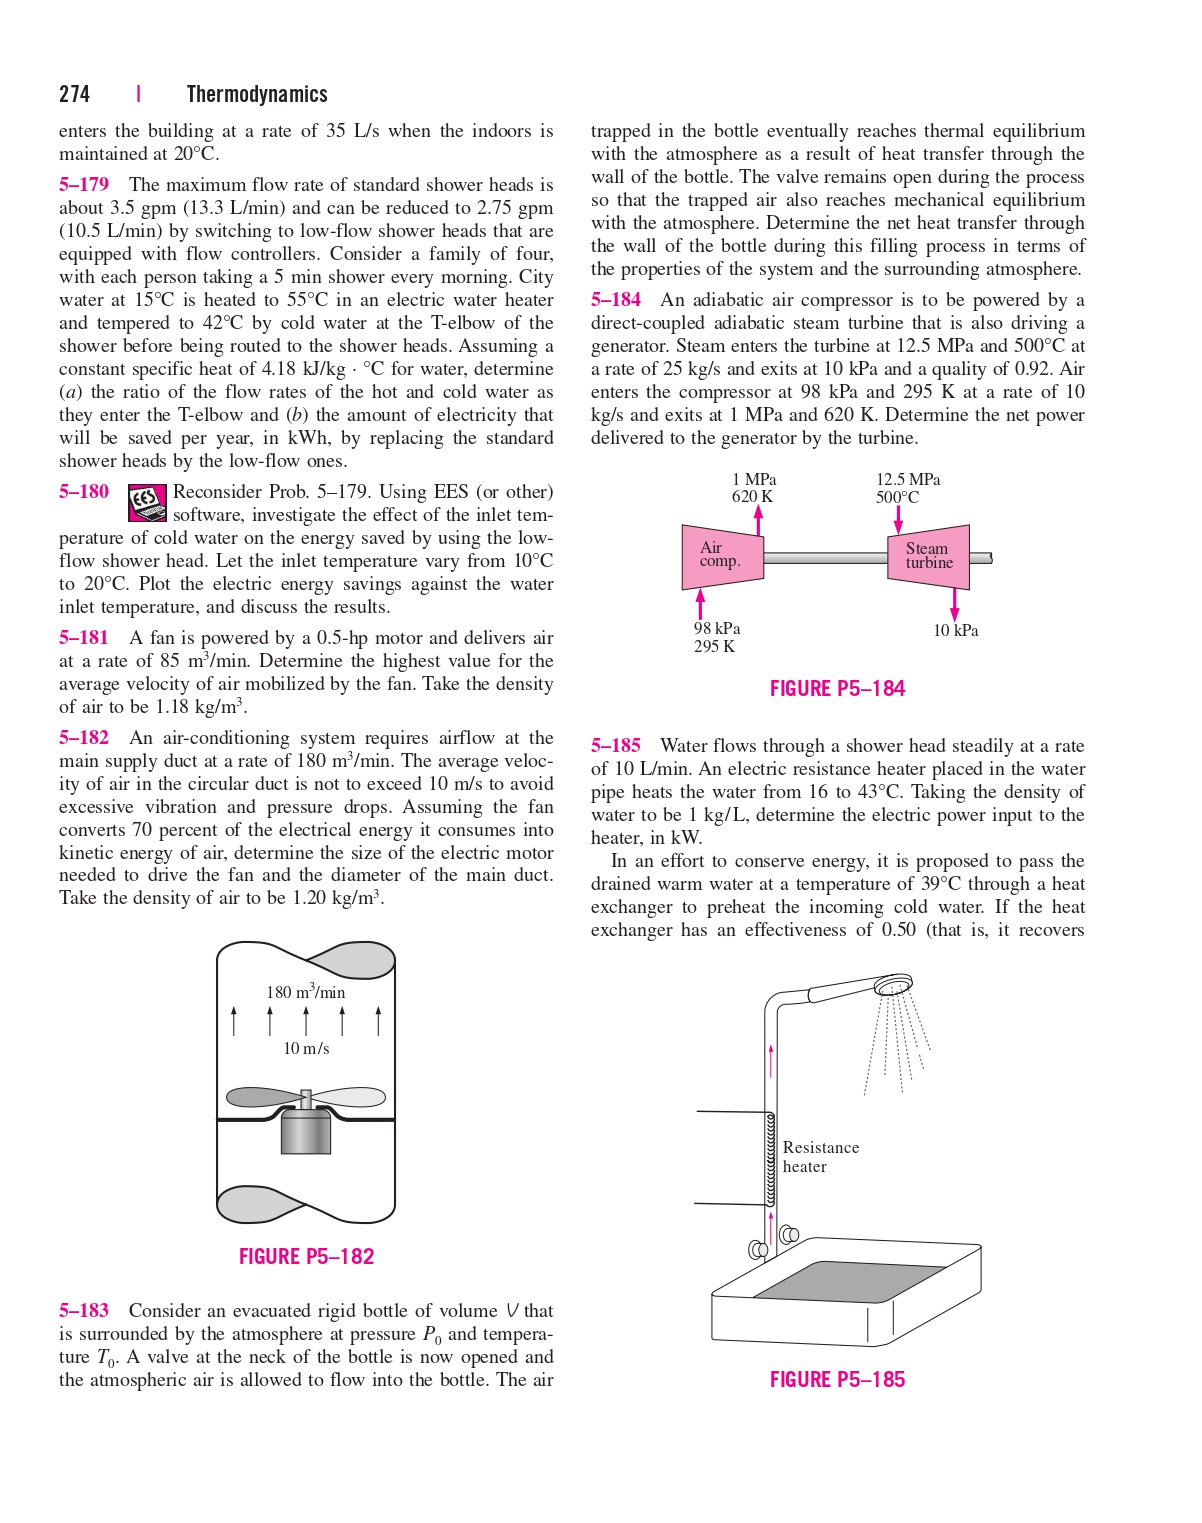 274 | Thermodynamics
enters the building at a rate of 35 L/s when the indoors is
maintained at 20°C.
5–179 The maximum flow rate of standard shower heads is
about 3.5 gpm (13.3 L/min) and can be reduced to 2.75 gpm
(10.5 L/min) by switching to low-flow shower heads that are
equipped with flow controllers. Consider a family of four,
with each person taking a 5 min shower every morning. City
water at 15°C is heated to 55°C in an electric water heater
and tempered to 42°C by cold water at the T-elbow of the
shower before being routed to the shower heads. Assuming a
constant specific heat of 4.18 kJ/kg · °C for water, determine
(a) the ratio of the flow rates of the hot and cold water as
they enter the T-elbow and (b) the amount of electricity that
will be saved per year, in kWh, by replacing the standard
shower heads by the low-flow ones.
5–180 EES Reconsider Prob. 5–179. Using EES (or other)
software, investigate the effect of the inlet tem-
perature of cold water on the energy saved by using the low-
flow shower head. Let the inlet temperature vary from 10°C
to 20°C. Plot the electric energy savings against the water
inlet temperature, and discuss the results.
5–181 A fan is powered by a 0.5-hp motor and delivers air
at a rate of 85 m³/min. Determine the highest value for the
average velocity of air mobilized by the fan. Take the density
of air to be 1.18 kg/m³.
5–182 An air-conditioning system requires airflow at the
main supply duct at a rate of 180 m³/min. The average veloc-
ity of air in the circular duct is not to exceed 10 m/s to avoid
excessive vibration and pressure drops. Assuming the fan
converts 70 percent of the electrical energy it consumes into
kinetic energy of air, determine the size of the electric motor
needed to drive the fan and the diameter of the main duct.
Take the density of air to be 1.20 kg/m³.
180 m³/min
10 m/s
FIGURE P5–182
5–183 Consider an evacuated rigid bottle of volume V that
is surrounded by the atmosphere at pressure P₀ and tempera-
ture T₀. A valve at the neck of the bottle is now opened and
the atmospheric air is allowed to flow into the bottle. The air
trapped in the bottle eventually reaches thermal equilibrium
with the atmosphere as a result of heat transfer through the
wall of the bottle. The valve remains open during the process
so that the trapped air also reaches mechanical equilibrium
with the atmosphere. Determine the net heat transfer through
the wall of the bottle during this filling process in terms of
the properties of the system and the surrounding atmosphere.
5–184 An adiabatic air compressor is to be powered by a
direct-coupled adiabatic steam turbine that is also driving a
generator. Steam enters the turbine at 12.5 MPa and 500°C at
a rate of 25 kg/s and exits at 10 kPa and a quality of 0.92. Air
enters the compressor at 98 kPa and 295 K at a rate of 10
kg/s and exits at 1 MPa and 620 K. Determine the net power
delivered to the generator by the turbine.
1 MPa
620 K
12.5 MPa
500°C
Air
comp.
Steam
turbine
98 kPa
295 K
10 kPa
FIGURE P5–184
5–185 Water flows through a shower head steadily at a rate
of 10 L/min. An electric resistance heater placed in the water
pipe heats the water from 16 to 43°C. Taking the density of
water to be 1 kg/L, determine the electric power input to the
heater, in kW.
In an effort to conserve energy, it is proposed to pass the
drained warm water at a temperature of 39°C through a heat
exchanger to preheat the incoming cold water. If the heat
exchanger has an effectiveness of 0.50 (that is, it recovers
Resistance
heater
FIGURE P5–185